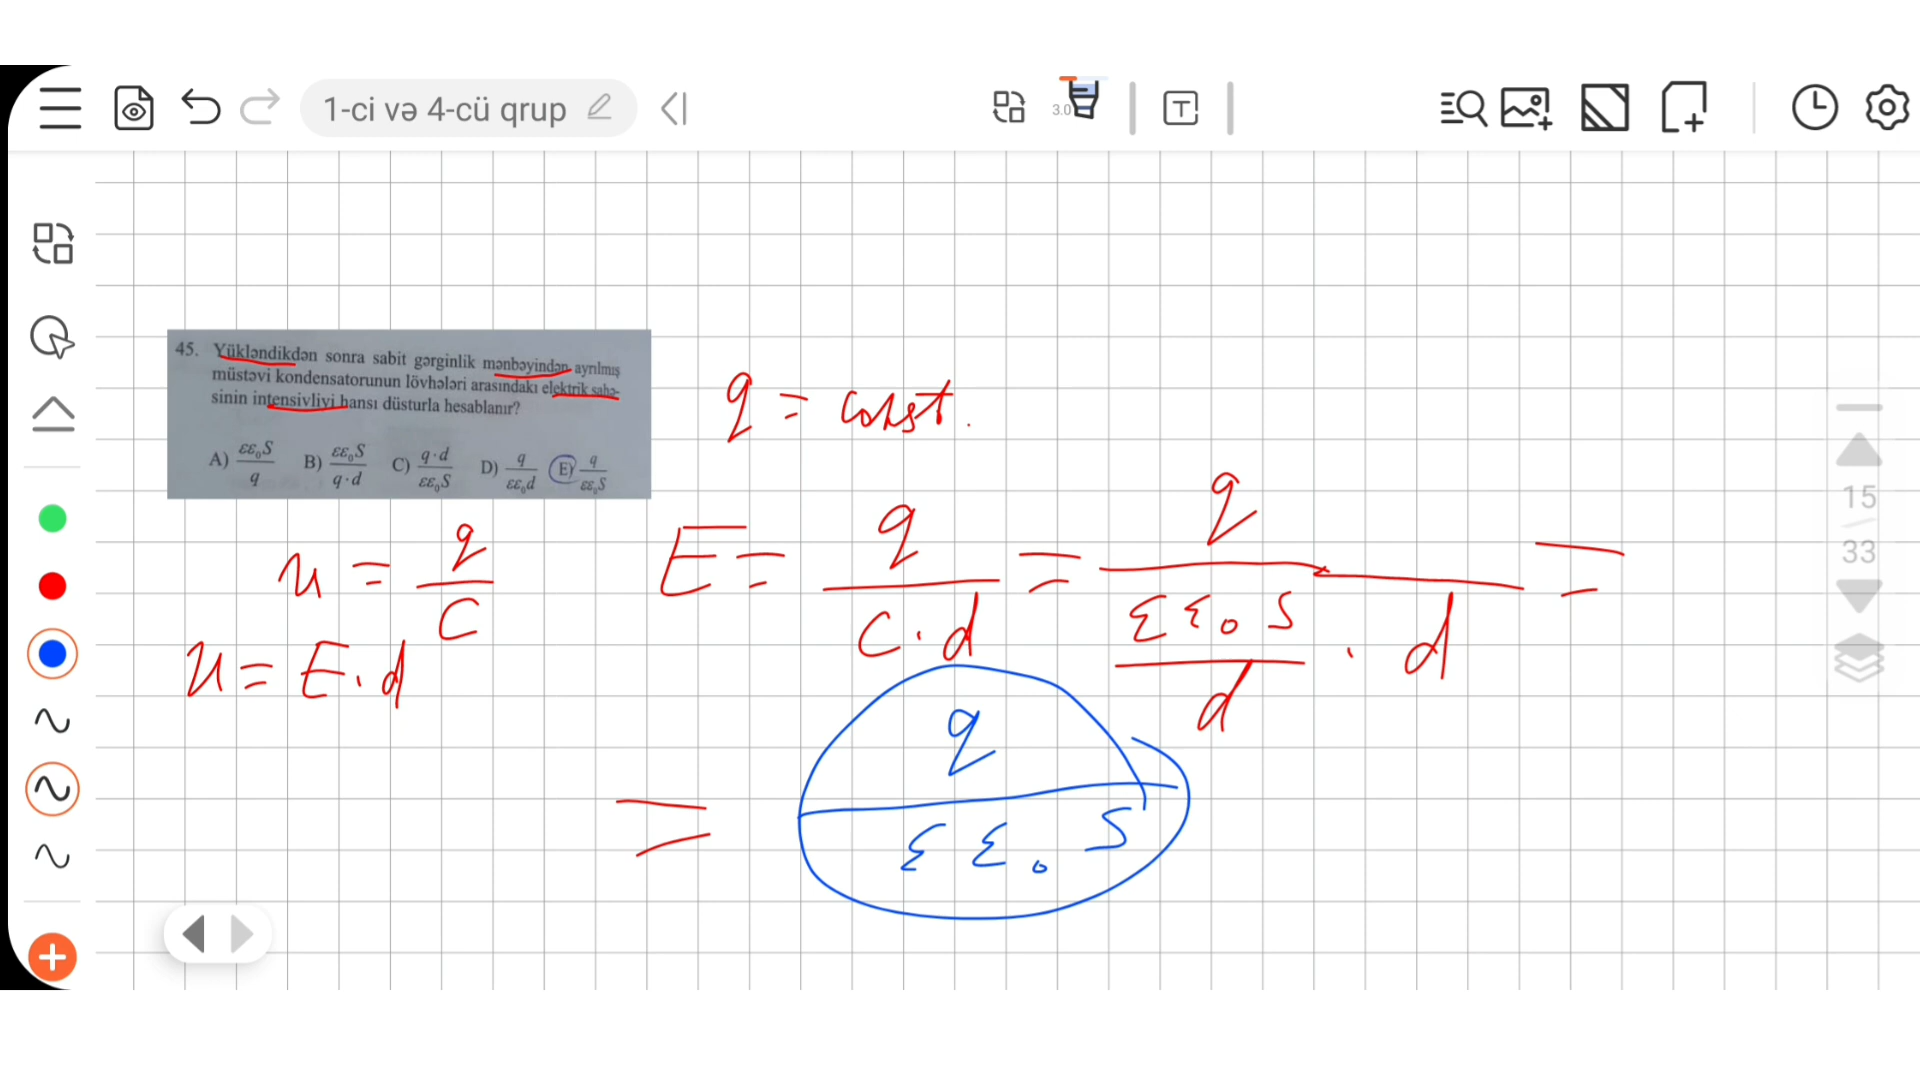 1-ci və 4-cü qrup
3.0
T
45. Yükləndikdən sonra sabit gərginlik mənbəyindən ayrılmış
müstəvi kondensatorunun lövhələri arasındakı elektrik sahə-
sinin intensivliyi hansı düsturla hesablanır?
A) εε₀S/q B) εε₀S/q·d C) q·d/εε₀S D) q/εε₀d E) q/εε₀S
q = const.
u = q/C
E = q/C·d = q/(εε₀S/d · d) =
u = E·d
= q/εε₀S
15
33